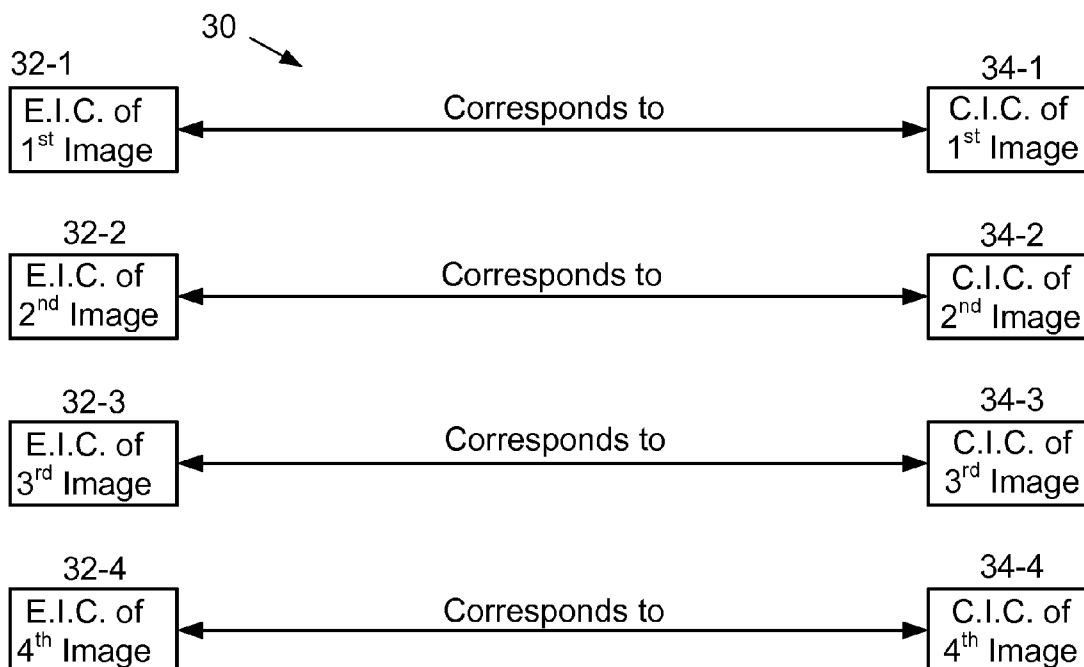 30
32-1
34-1
E.I.C. of
1st Image
Corresponds to
C.I.C. of
1st Image
32-2
34-2
E.I.C. of
2nd Image
Corresponds to
C.I.C. of
2nd Image
32-3
34-3
E.I.C. of
3rd Image
Corresponds to
C.I.C. of
3rd Image
32-4
34-4
E.I.C. of
4th Image
Corresponds to
C.I.C. of
4th Image